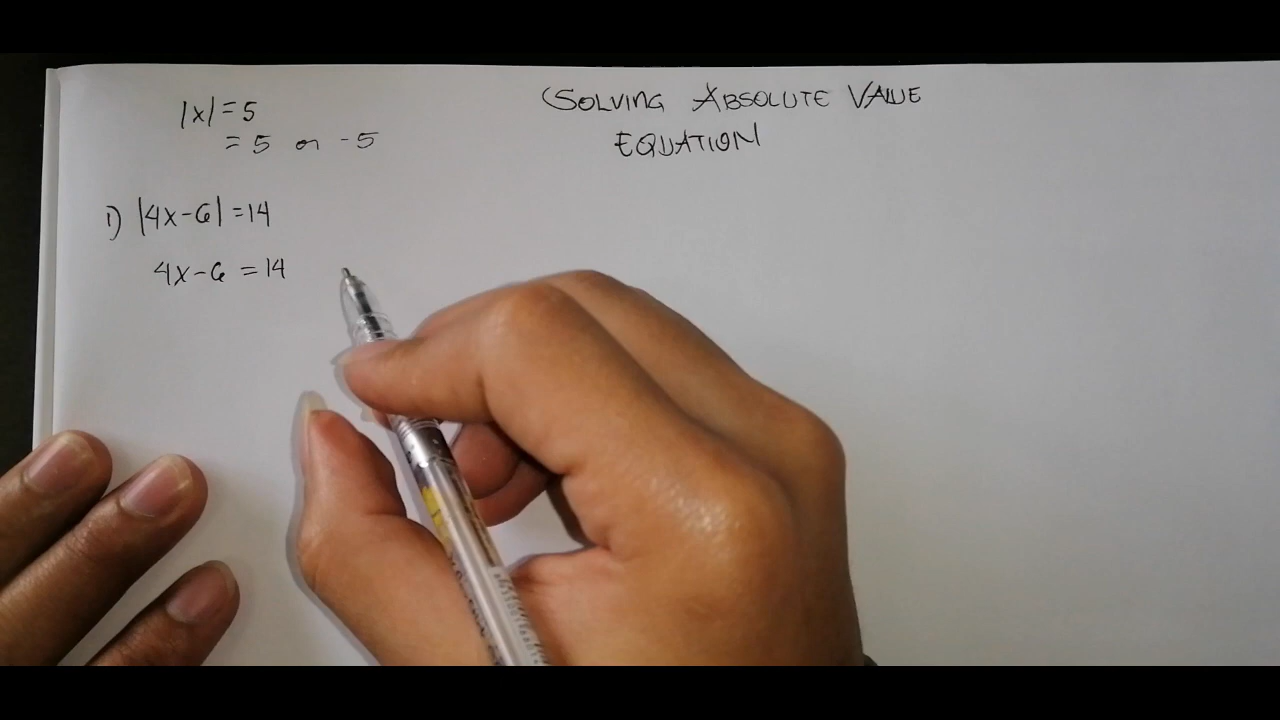 |x| = 5
= 5 or -5
SOLVING ABSOLUTE VALUE
EQUATION
1) |4x-6| = 14
4x-6 = 14